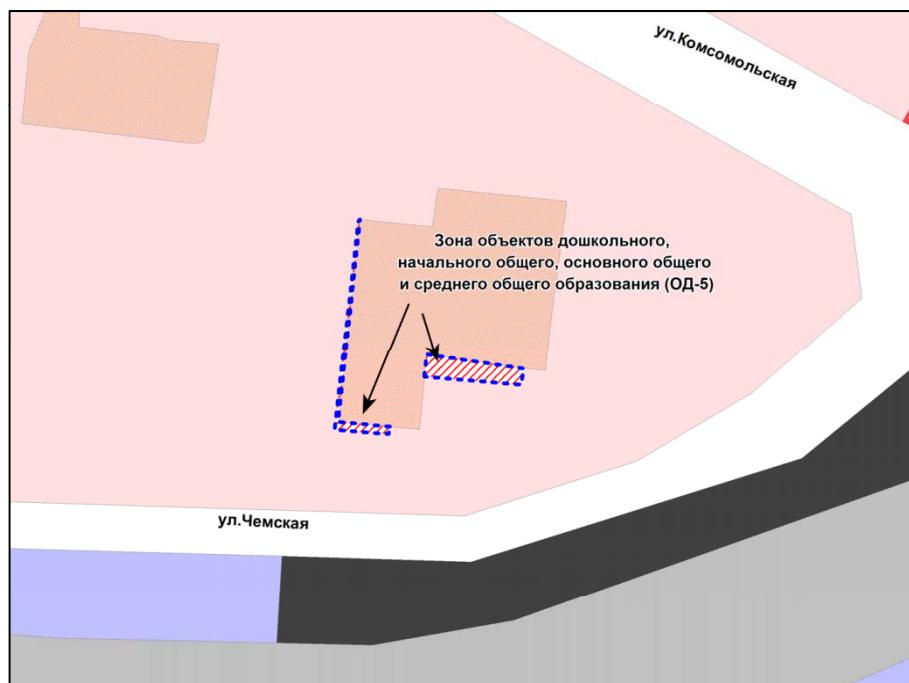 ул.Комсомольская
Зона объектов дошкольного,
начального общего, основного общего
и среднего общего образования (ОД-5)
ул.Чемская